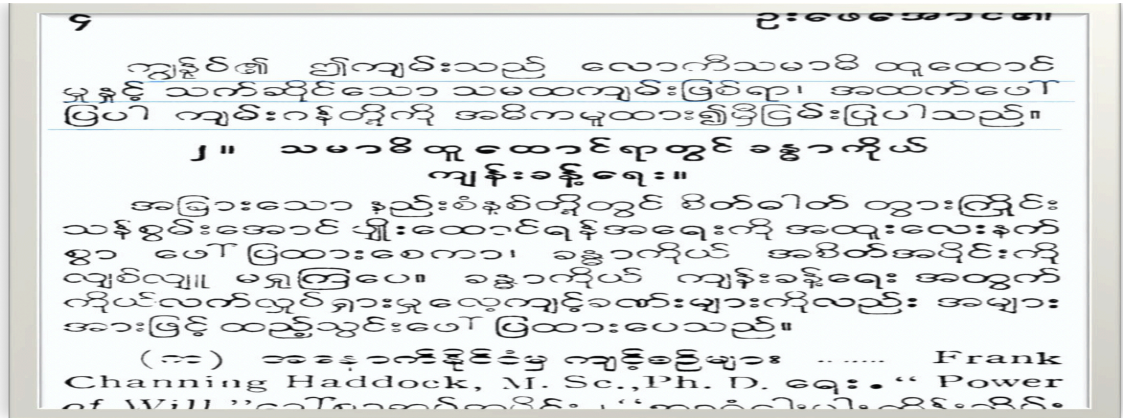 ၄ ဦးဖေအောင်၏
ကျွန်ုပ်၏ ဤကျမ်းသည် လောကီသမာဓိ ထူထောင်
မှုနှင့် သက်ဆိုင်သော သမထကျမ်းဖြစ်ရာ၊ အထက်ဖော်
ပြပါ ကျမ်းဂန်တို့ကို အဓိကမူထား၍မှီငြမ်းပြုပါသည်။
၂။ သမာဓိထူထောင်ရာတွင် ခန္ဓာကိုယ်
ကျန်းခန့်ရေး။
အခြားသော နည်းစံနစ်တို့တွင် စိတ်ဓါတ် တွားကြိုင်း
သန်စွမ်းအောင် ပျိုးထောင်ရန်အရေးကို အထူးလေးနက်
စွာ ဖေါ်ပြထားစေကာ၊ ခန္ဓာကိုယ် အစိတ်အပိုင်းကို
လျစ်လျူ မရှုကြပေ။ ခန္ဓာကိုယ် ကျန်းခန့်ရေး အတွက်
ကိုယ်လက်လှုပ်ရှားမှုလေ့ကျင့်ခဏ်းများကိုလည်း အများ
အားဖြင့် ထည့်သွင်းဖေါ်ပြထားပေသည်။
(ကာ) အနောက်နိုင်ငံမှ ကျင့်စဉ်များ ........ Frank
Channing Haddock, M. Sc.,Ph. D. ရေး “ Power
of Will ”